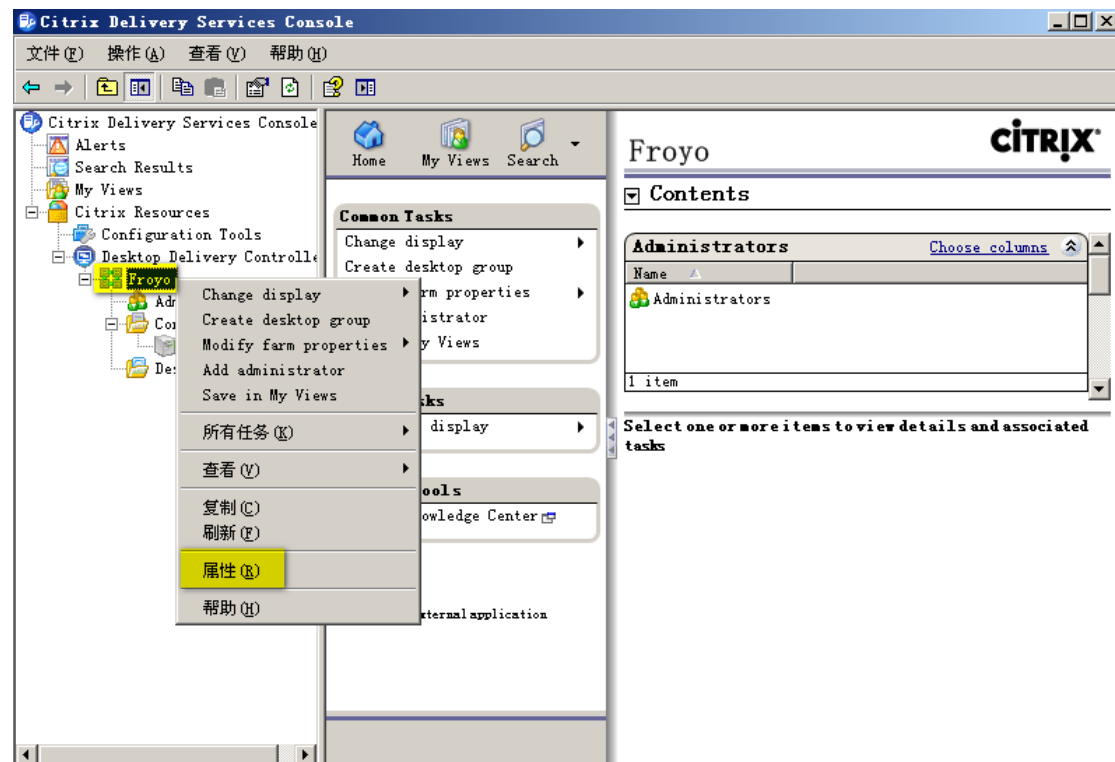 Citrix Delivery Services Console
文件(F) 操作(A) 查看(V) 帮助(H)
Citrix Delivery Services Console
Alerts
Search Results
My Views
Citrix Resources
Configuration Tools
Desktop Delivery Controlle
Froyo
Change display
Create desktop group
Modify farm properties
Add administrator
Save in My Views
所有任务(K)
查看(V)
复制(C)
刷新(F)
属性(R)
帮助(H)
Home My Views Search
Common Tasks
Change display
Create desktop group
rm properties
istrator
y Views
sks
display
ools
owledge Center
ternal application
Froyo
CITRIX
Contents
Administrators Choose columns
Name
Administrators
1 item
Select one or more items to view details and associated
tasks